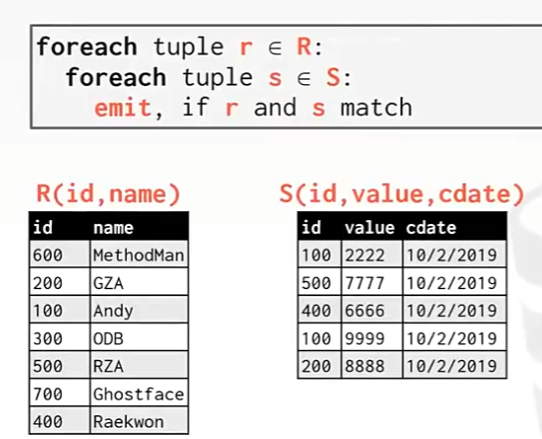 foreach tuple r ∈ R:
foreach tuple s ∈ S:
emit, if r and s match
R(id,name)
id name
600 MethodMan
200 GZA
100 Andy
300 ODB
500 RZA
700 Ghostface
400 Raekwon
S(id,value,cdate)
id value cdate
100 2222 10/2/2019
500 7777 10/2/2019
400 6666 10/2/2019
100 9999 10/2/2019
200 8888 10/2/2019